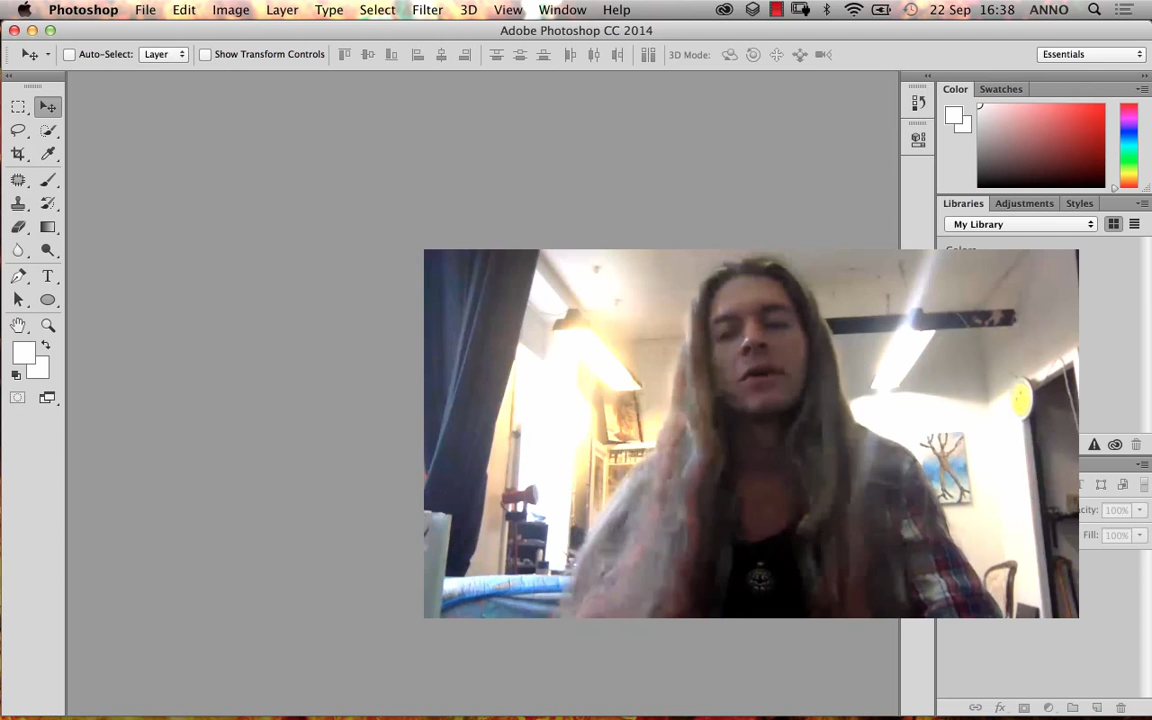 Photoshop File Edit Image Layer Type Select Filter 3D View Window Help 22 Sep 16:38 ANNO
Adobe Photoshop CC 2014
Auto-Select: Layer Show Transform Controls 3D Mode: Essentials
Color Swatches
Libraries Adjustments Styles
My Library
Opacity: 100%
Fill: 100%